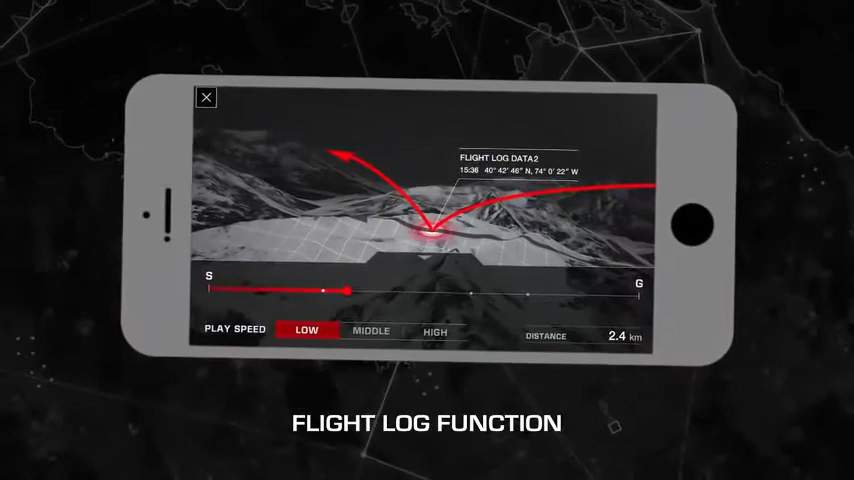 FLIGHT LOG DATA2
15:36 40° 42' 46" N, 74° 0' 22" W
S G
PLAY SPEED LOW MIDDLE HIGH DISTANCE 2.4 km
FLIGHT LOG FUNCTION